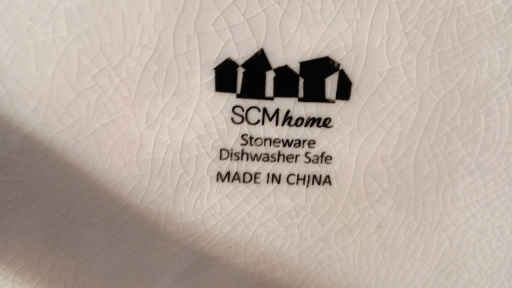 SCMhome
Stoneware
Dishwasher Safe
MADE IN CHINA